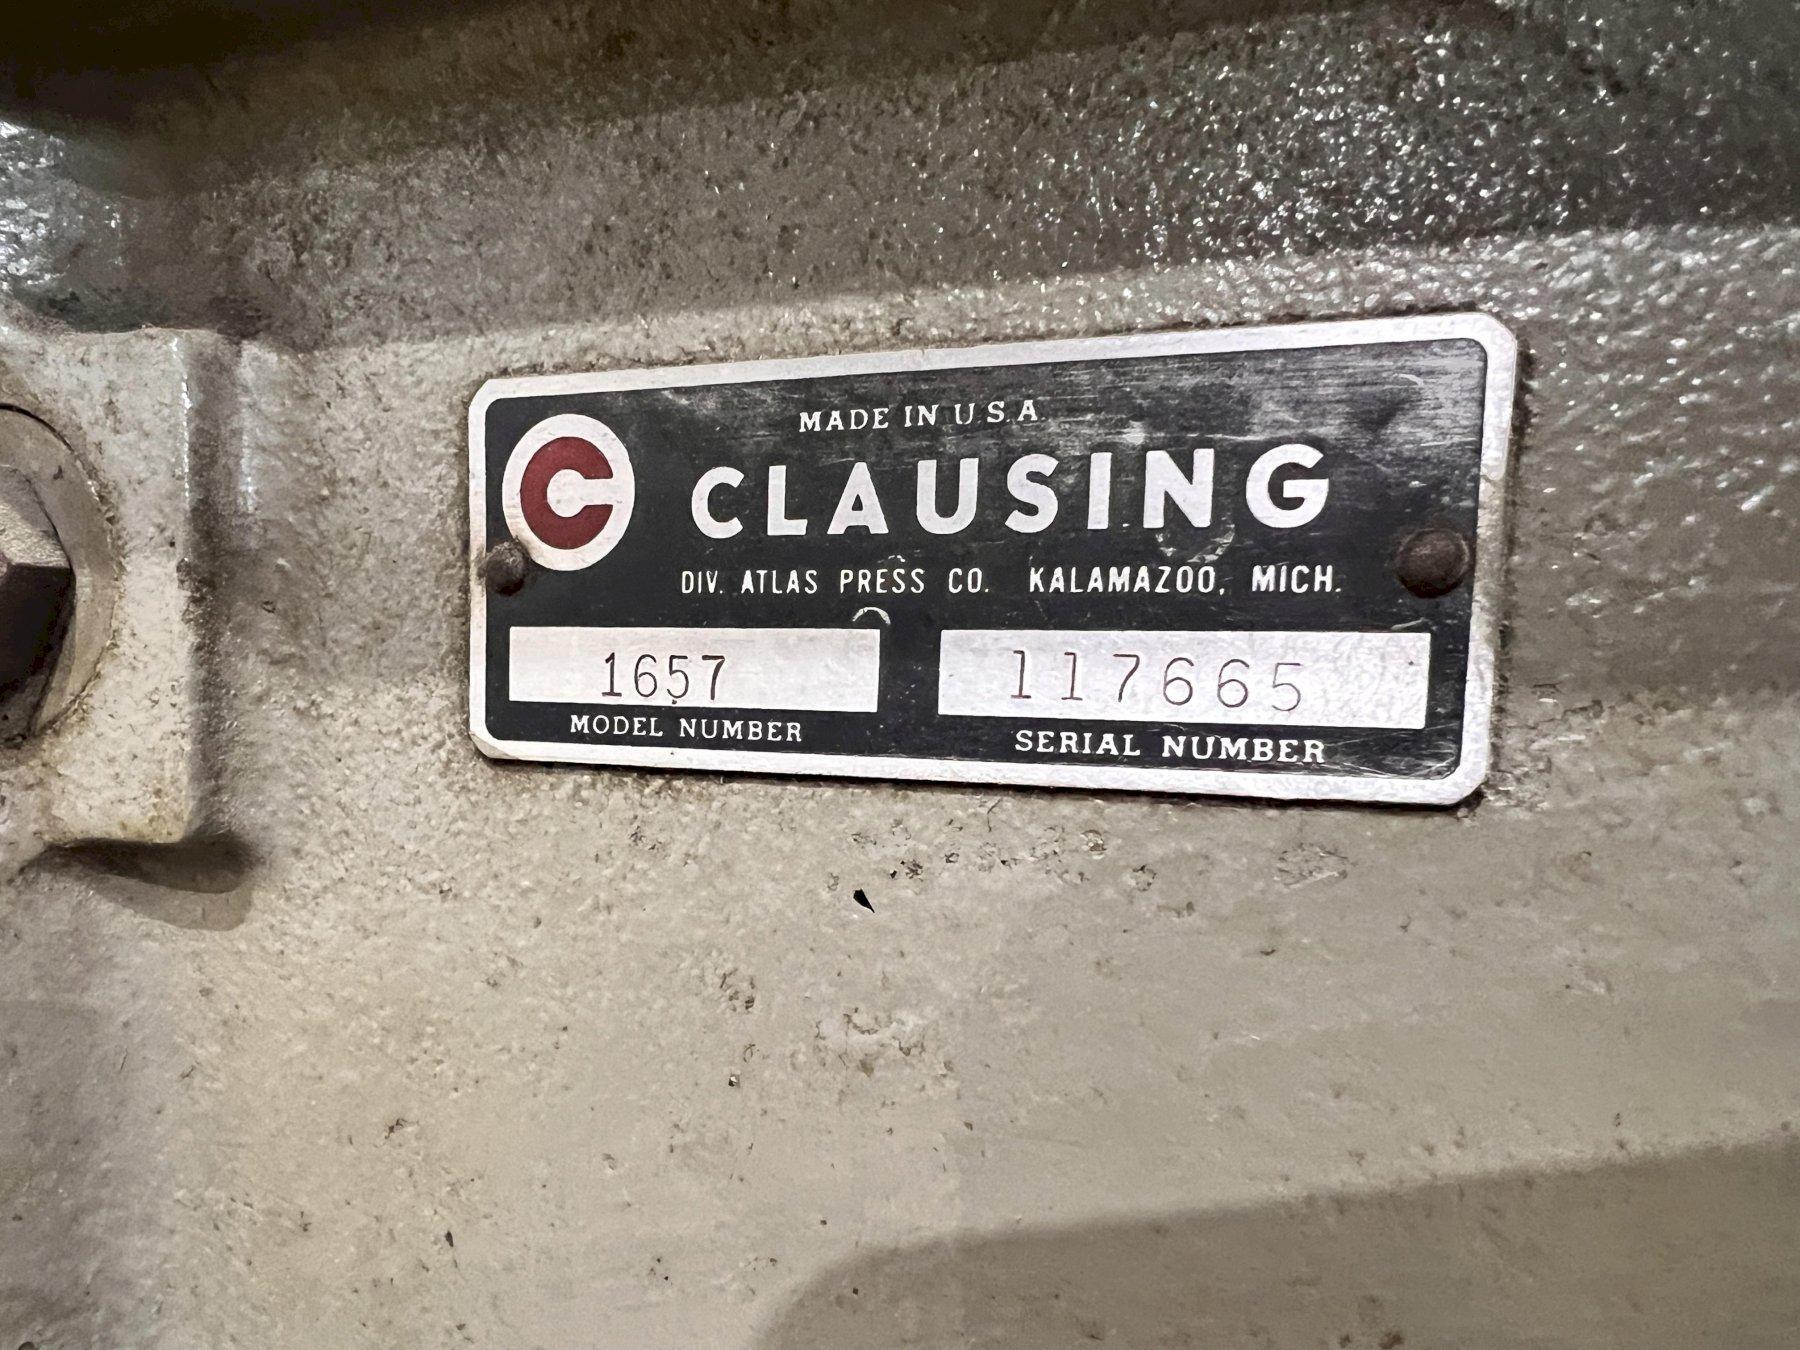 MADE IN U.S.A.
CLAUSING
DIV. ATLAS PRESS CO. KALAMAZOO, MICH.
1657 117665
MODEL NUMBER SERIAL NUMBER